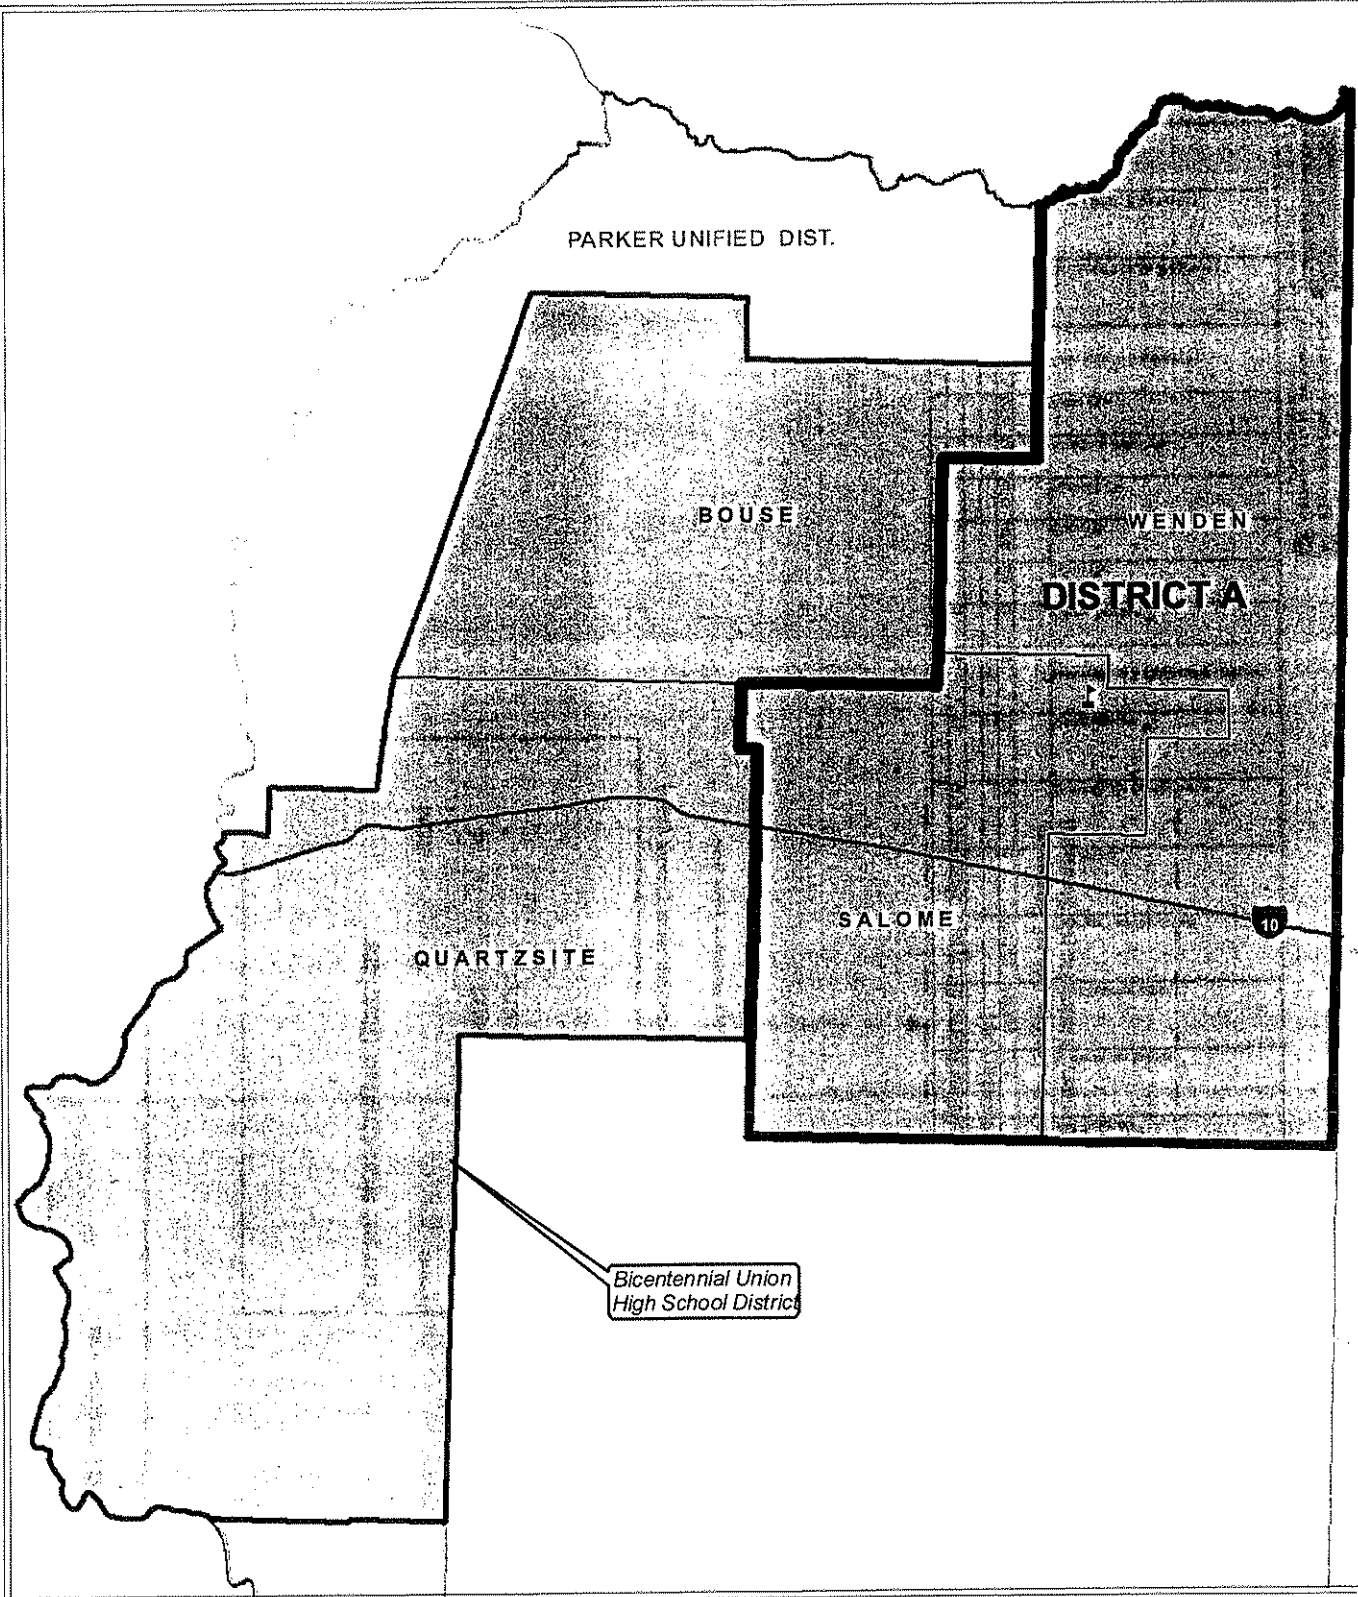 PARKER UNIFIED DIST.
BOUSE
WENDEN
DISTRICT A
SALOME
10
QUARTZSITE
Bicentennial Union
High School District